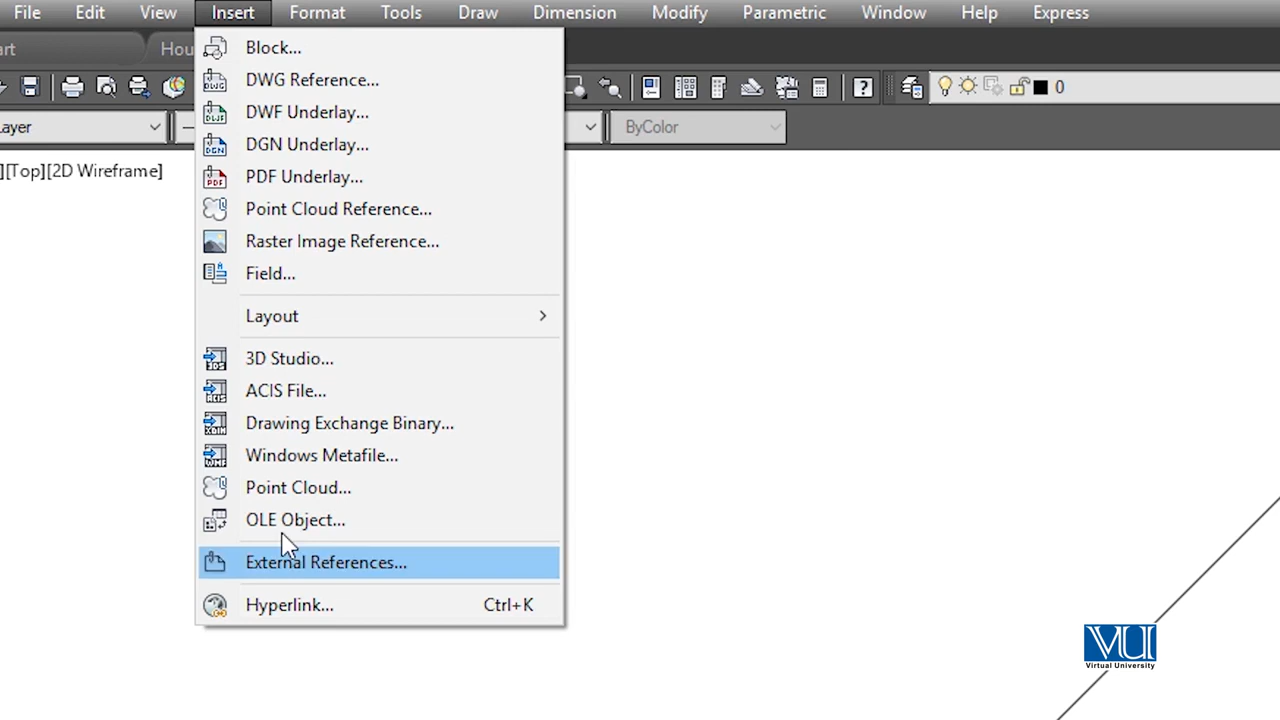 File Edit View Insert Format Tools Draw Dimension Modify Parametric Window Help Express
art Hou
Block...
DWG Reference...
DWF Underlay...
DGN Underlay...
PDF Underlay...
Point Cloud Reference...
Raster Image Reference...
Field...
Layout
3D Studio...
ACIS File...
Drawing Exchange Binary...
Windows Metafile...
Point Cloud...
OLE Object...
External References...
Hyperlink... Ctrl+K
0
Layer ByColor
][Top][2D Wireframe]
VU
Virtual University